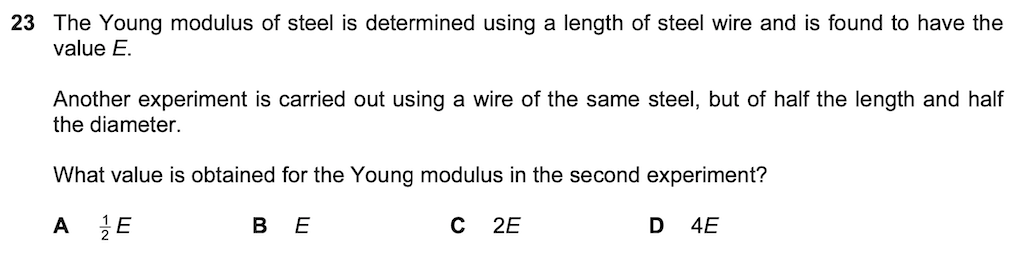 23 The Young modulus of steel is determined using a length of steel wire and is found to have the
value E.
Another experiment is carried out using a wire of the same steel, but of half the length and half
the diameter.
What value is obtained for the Young modulus in the second experiment?
A 1/2 E B E C 2E D 4E